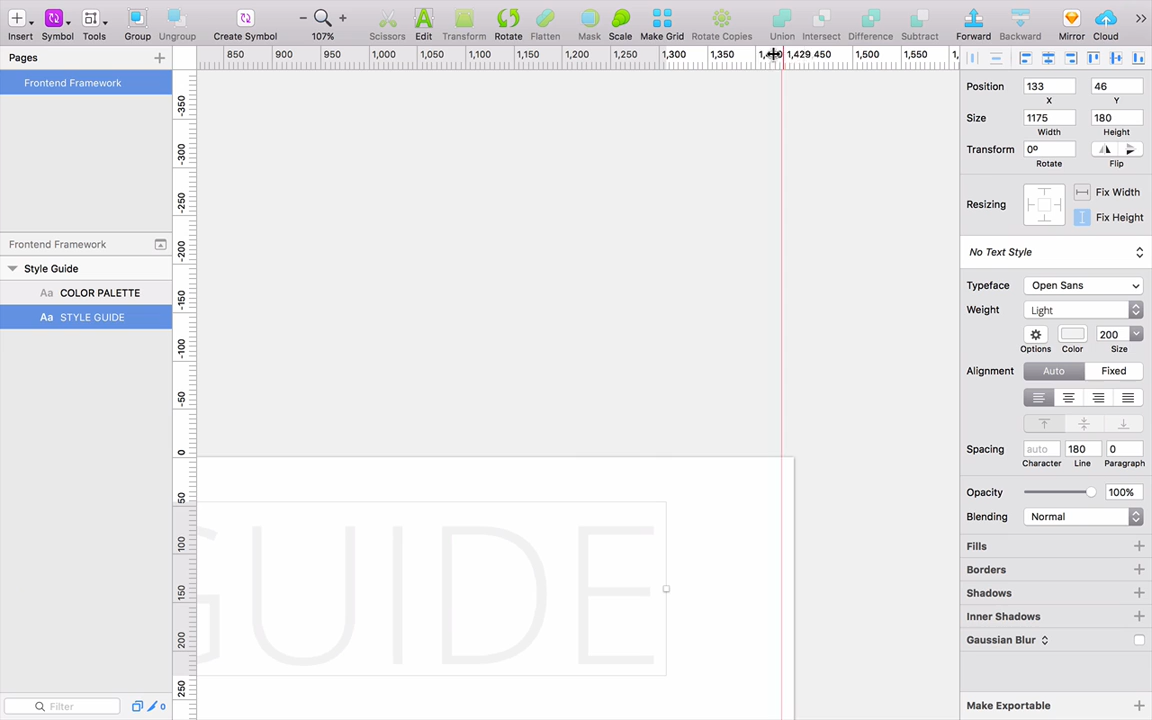 Insert Symbol Tools Group Ungroup Create Symbol 107% Scissors Edit Transform Rotate Flatten Mask Scale Make Grid Rotate Copies Union Intersect Difference Subtract Forward Backward Mirror Cloud
Pages
850 900 950 1,000 1,050 1,100 1,150 1,200 1,250 1,300 1,350 1,429 450 1,500 1,550
Frontend Framework
Frontend Framework
Style Guide
Aa COLOR PALETTE
Aa STYLE GUIDE
Filter
0
-350
-300
-250
-200
-150
-100
-50
0
50
100
150
200
250
GUIDE
Position 133 46
X Y
Size 1175 180
Width Height
Transform 0º
Rotate Flip
Resizing Fix Width
Fix Height
No Text Style
Typeface Open Sans
Weight Light
200
Options Color Size
Alignment Auto Fixed
Spacing auto 180 0
Character Line Paragraph
Opacity 100%
Blending Normal
Fills
Borders
Shadows
Inner Shadows
Gaussian Blur
Make Exportable